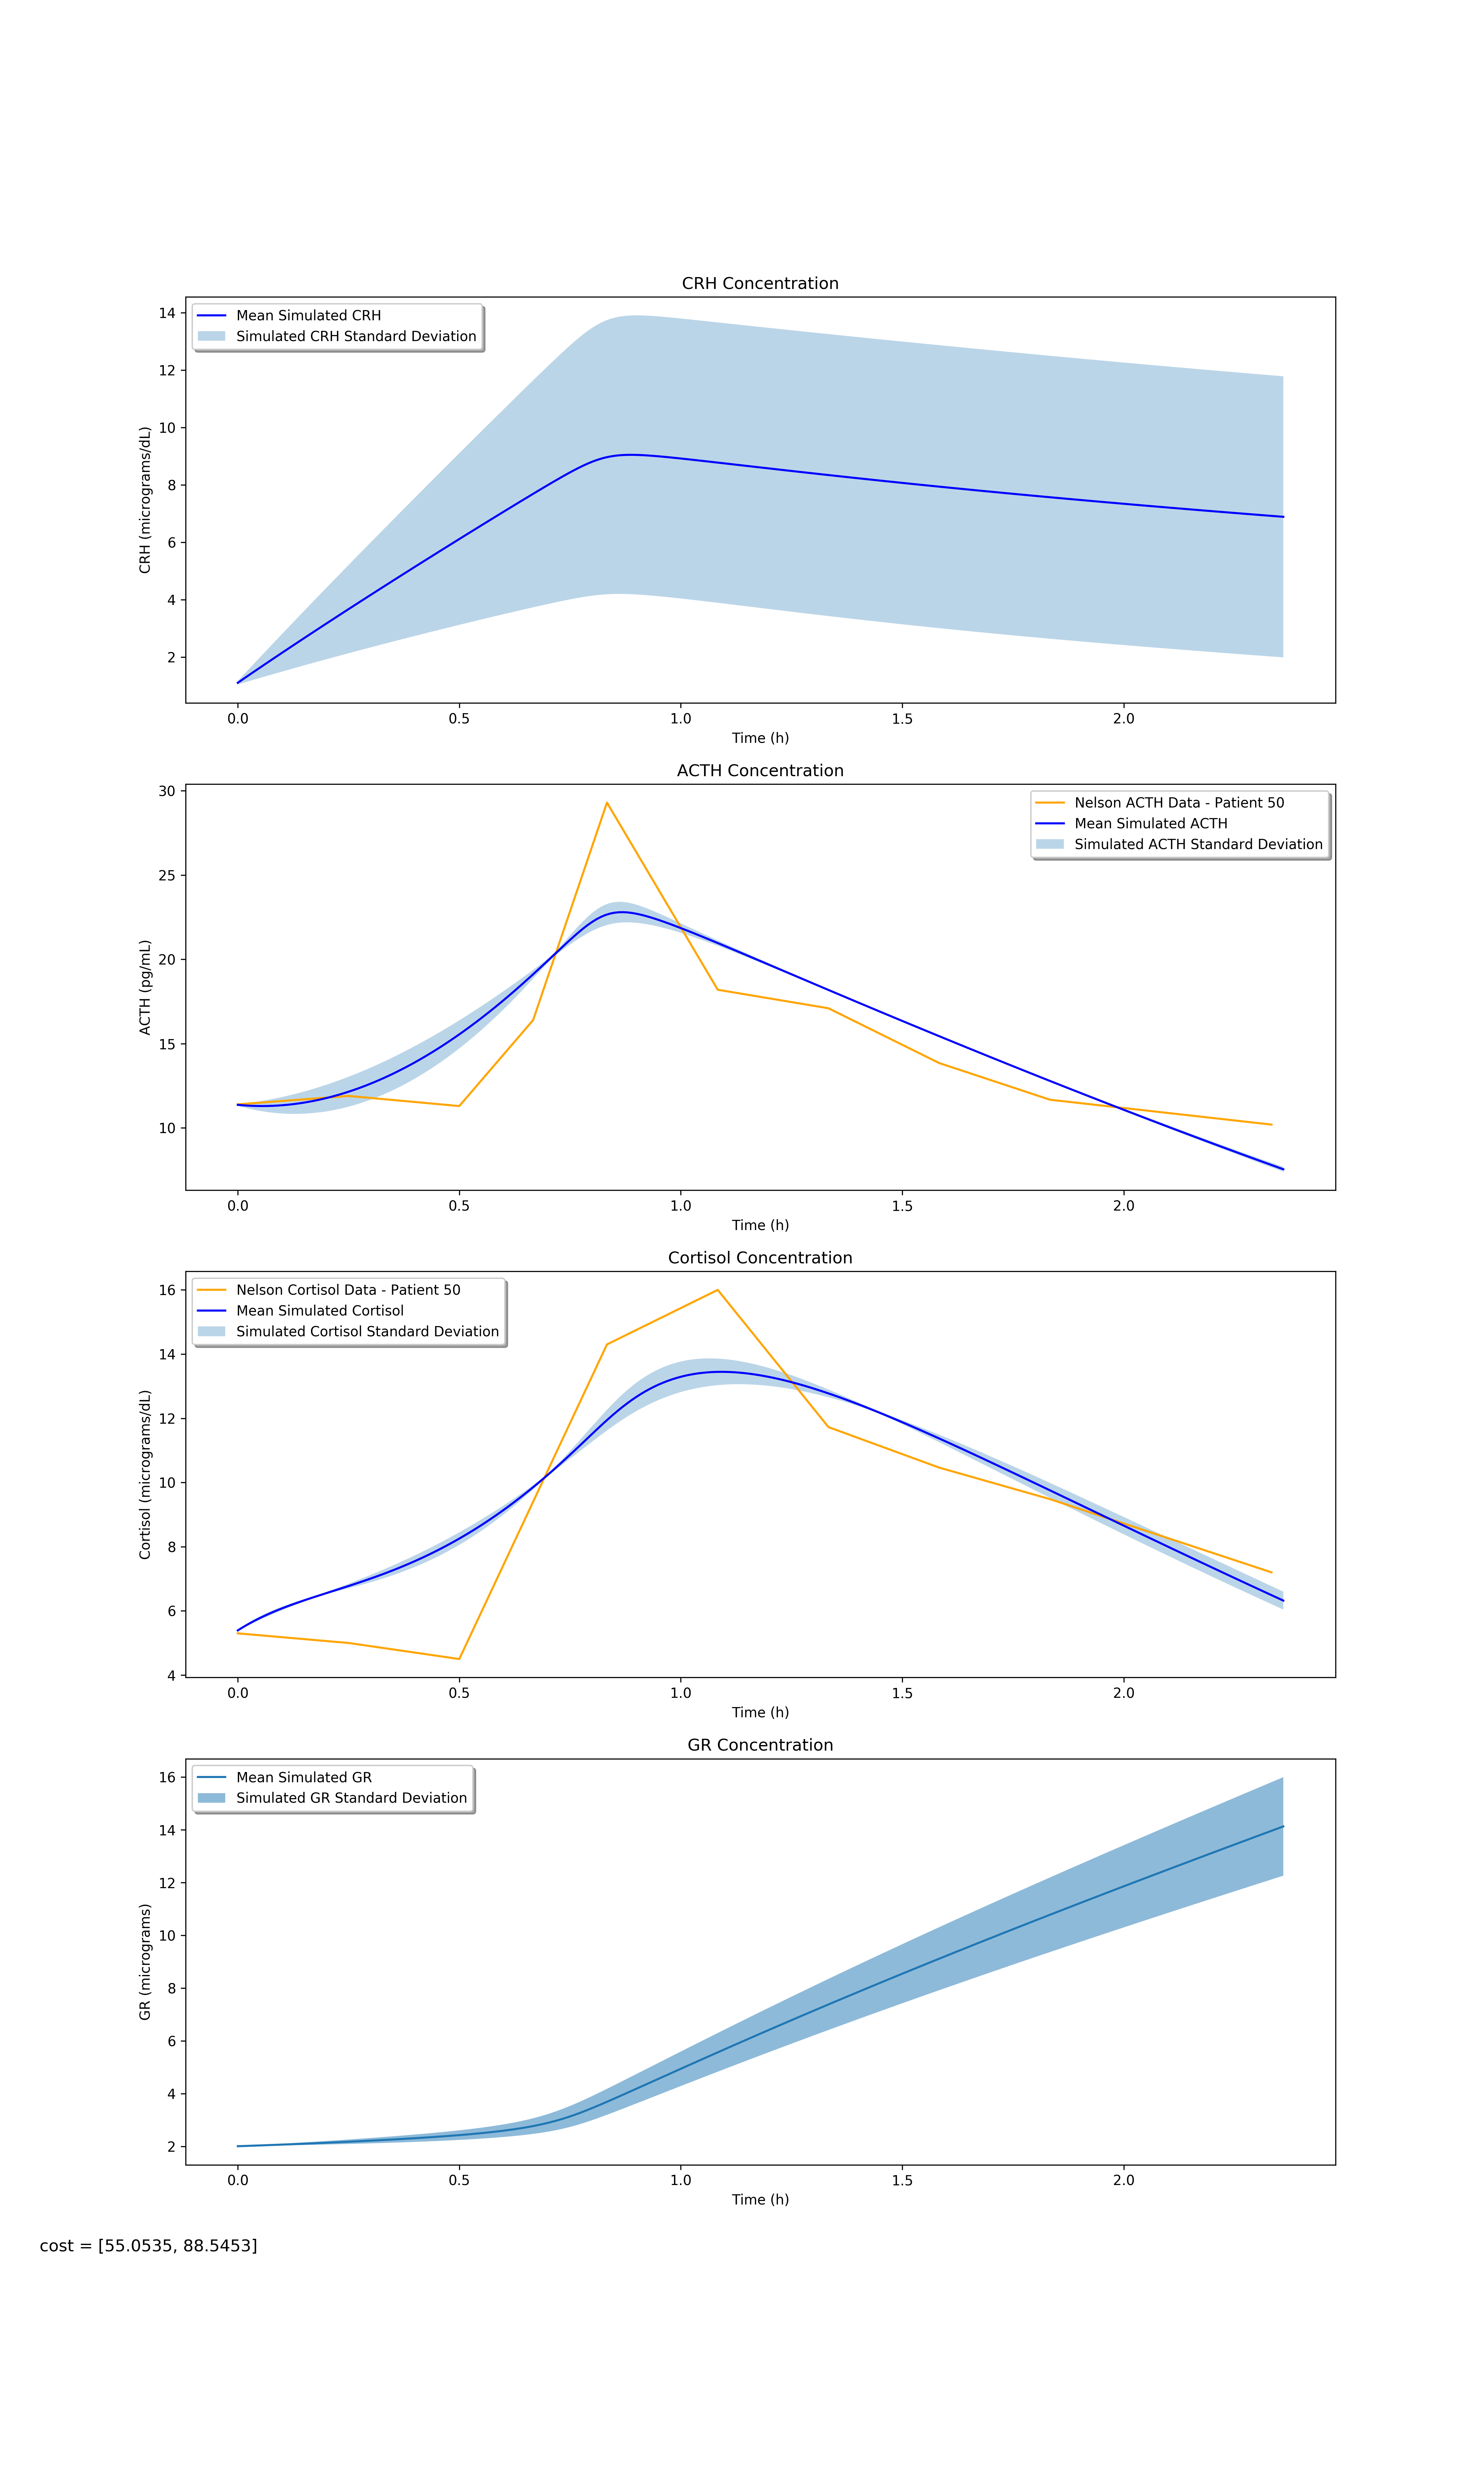 CRH Concentration
14
12
10
8
6
4
2
CRH (micrograms/dL)
Mean Simulated CRH
Simulated CRH Standard Deviation
0.0 0.5 1.0 1.5 2.0
Time (h)
ACTH Concentration
30
25
20
15
10
ACTH (pg/mL)
Nelson ACTH Data - Patient 50
Mean Simulated ACTH
Simulated ACTH Standard Deviation
0.0 0.5 1.0 1.5 2.0
Time (h)
Cortisol Concentration
16
14
12
10
8
6
4
Cortisol (micrograms/dL)
Nelson Cortisol Data - Patient 50
Mean Simulated Cortisol
Simulated Cortisol Standard Deviation
0.0 0.5 1.0 1.5 2.0
Time (h)
GR Concentration
16
14
12
10
8
6
4
2
GR (micrograms)
Mean Simulated GR
Simulated GR Standard Deviation
0.0 0.5 1.0 1.5 2.0
Time (h)
cost = [55.0535, 88.5453]